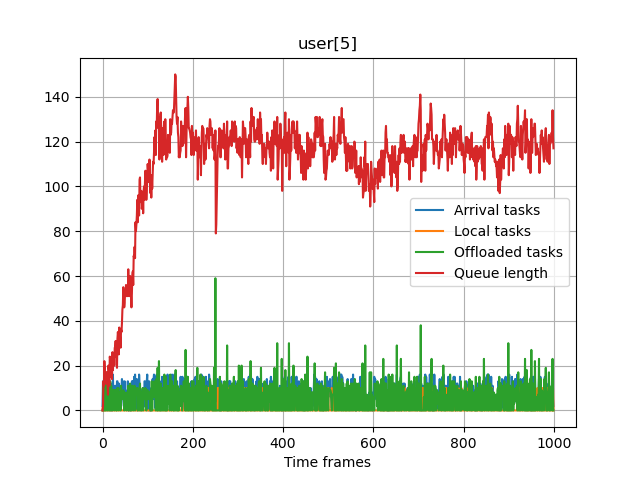 user[5]
140
120
100
80
60
40
20
0
Arrival tasks
Local tasks
Offloaded tasks
Queue length
0 200 400 600 800 1000
Time frames